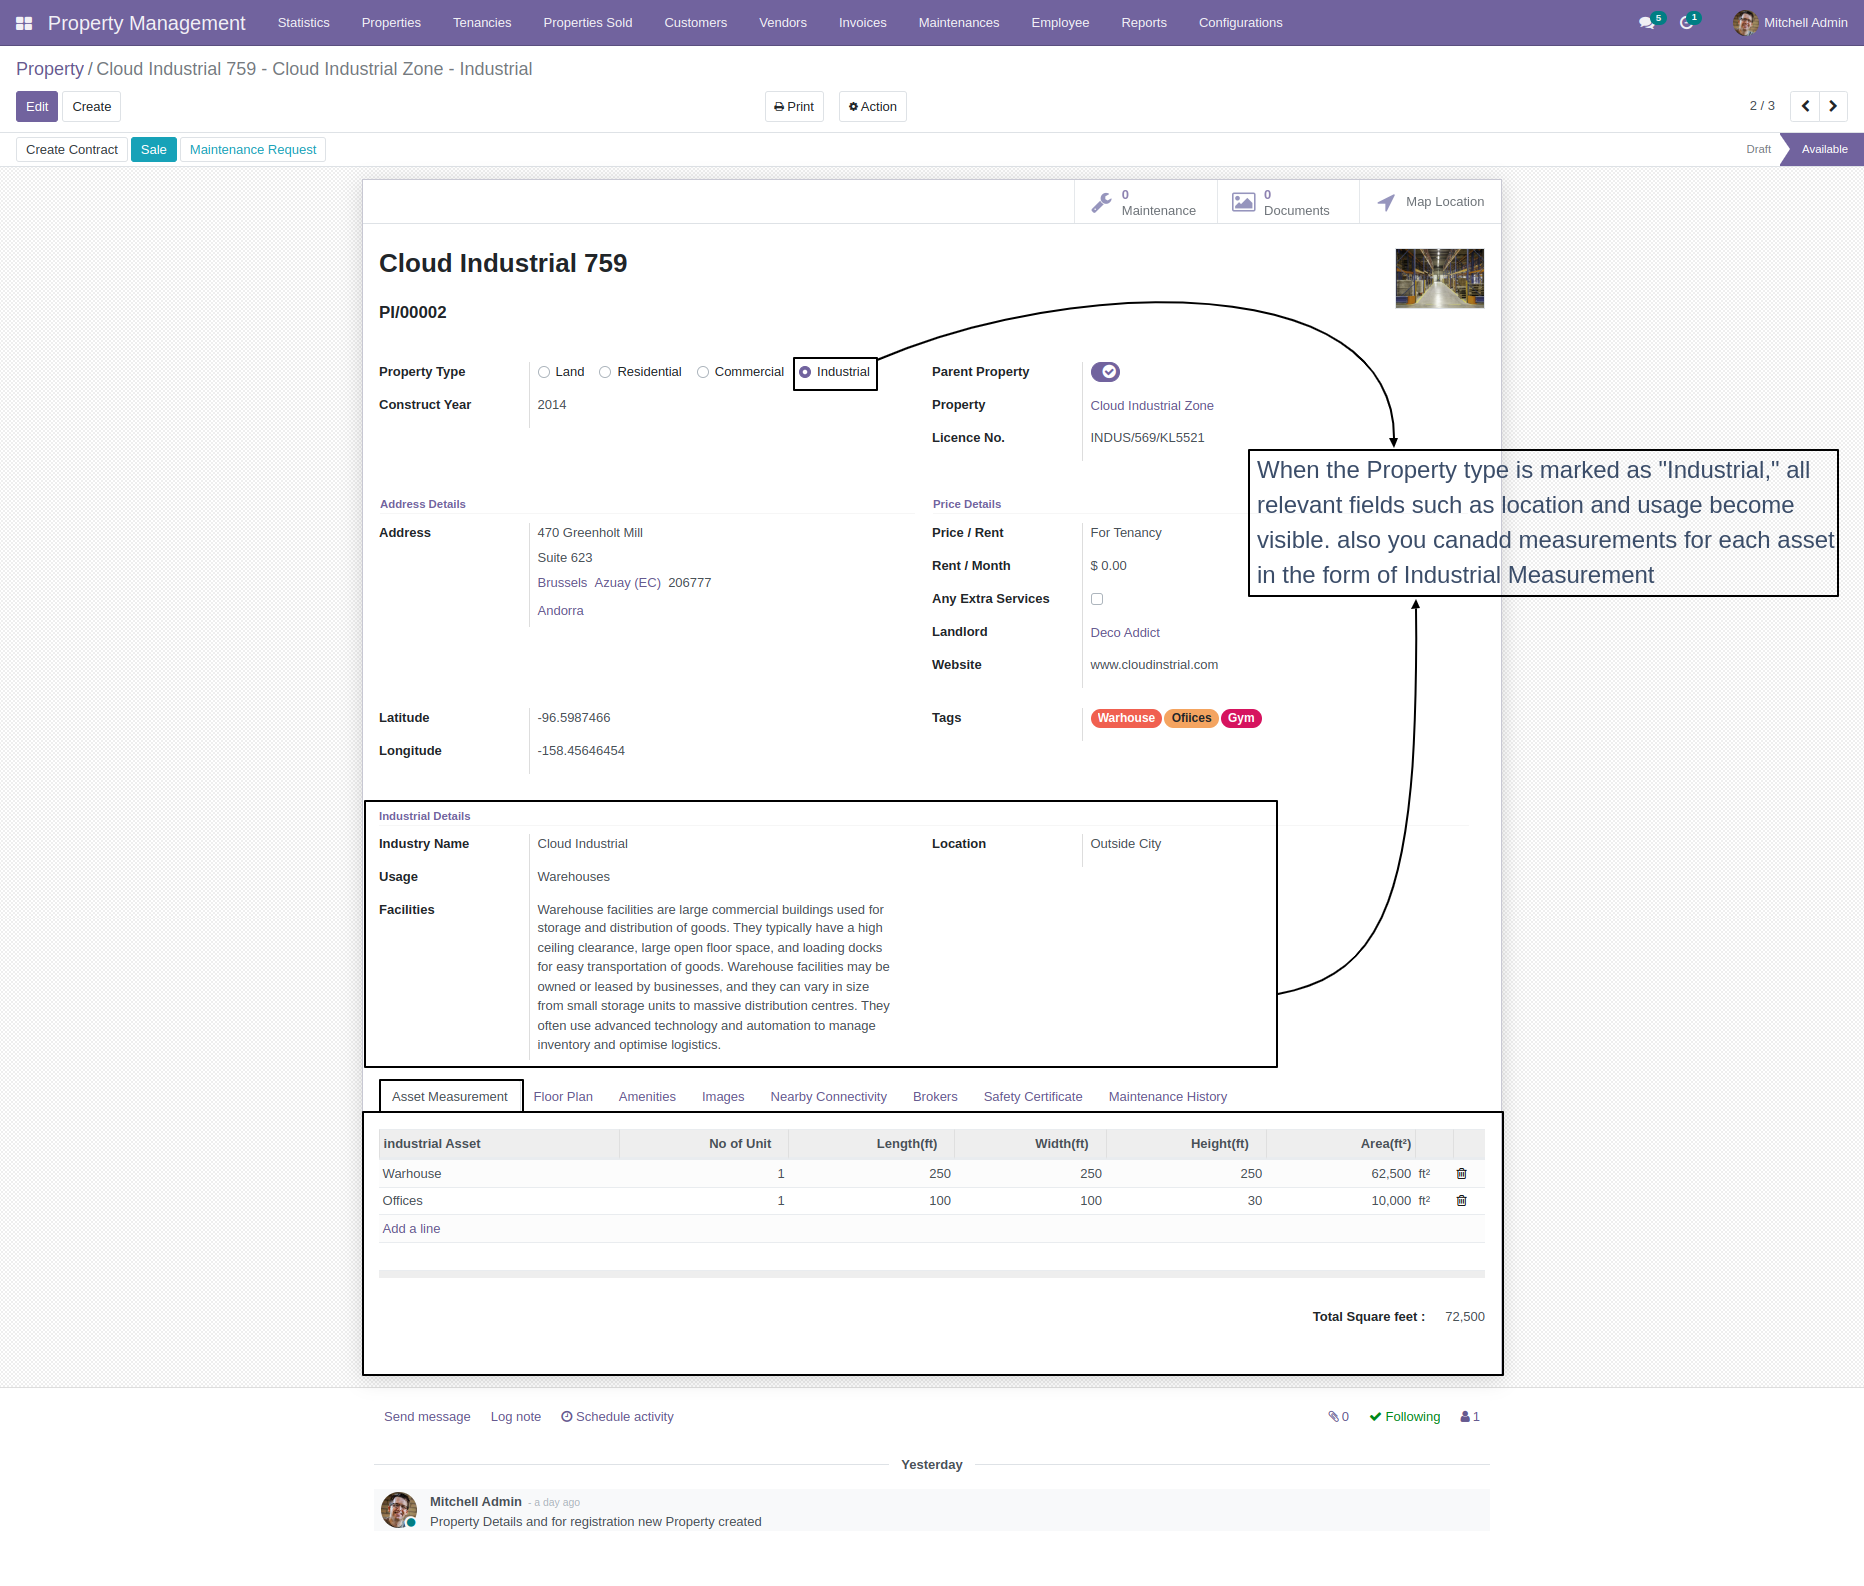 Property Management Statistics Properties Tenancies Properties Sold Customers Vendors Invoices Maintenances Employee Reports Configurations 5 1 Mitchell Admin
Property / Cloud Industrial 759 - Cloud Industrial Zone - Industrial
Edit Create Print Action 2 / 3
Create Contract Sale Maintenance Request Draft Available
0 Maintenance 0 Documents Map Location
Cloud Industrial 759
PI/00002
Property Type Land Residential Commercial Industrial Parent Property
Construct Year 2014 Property Cloud Industrial Zone
Licence No. INDUS/569/KL5521
When the Property type is marked as "Industrial," all
relevant fields such as location and usage become
visible. also you canadd measurements for each asset
in the form of Industrial Measurement
Address Details Price Details
Address 470 Greenholt Mill Price / Rent For Tenancy
Suite 623
Brussels Azuay (EC) 206777 Rent / Month $ 0.00
Andorra Any Extra Services
Landlord Deco Addict
Website www.cloudinstrial.com
Latitude -96.5987466 Tags Warhouse Ofiices Gym
Longitude -158.45646454
Industrial Details
Industry Name Cloud Industrial Location Outside City
Usage Warehouses
Facilities Warehouse facilities are large commercial buildings used for
storage and distribution of goods. They typically have a high
ceiling clearance, large open floor space, and loading docks
for easy transportation of goods. Warehouse facilities may be
owned or leased by businesses, and they can vary in size
from small storage units to massive distribution centres. They
often use advanced technology and automation to manage
inventory and optimise logistics.
Asset Measurement Floor Plan Amenities Images Nearby Connectivity Brokers Safety Certificate Maintenance History
industrial Asset No of Unit Length(ft) Width(ft) Height(ft) Area(ft²)
Warhouse 1 250 250 250 62,500 ft²
Offices 1 100 100 30 10,000 ft²
Add a line
Total Square feet : 72,500
Send message Log note Schedule activity 0 Following 1
Yesterday
Mitchell Admin - a day ago
Property Details and for registration new Property created